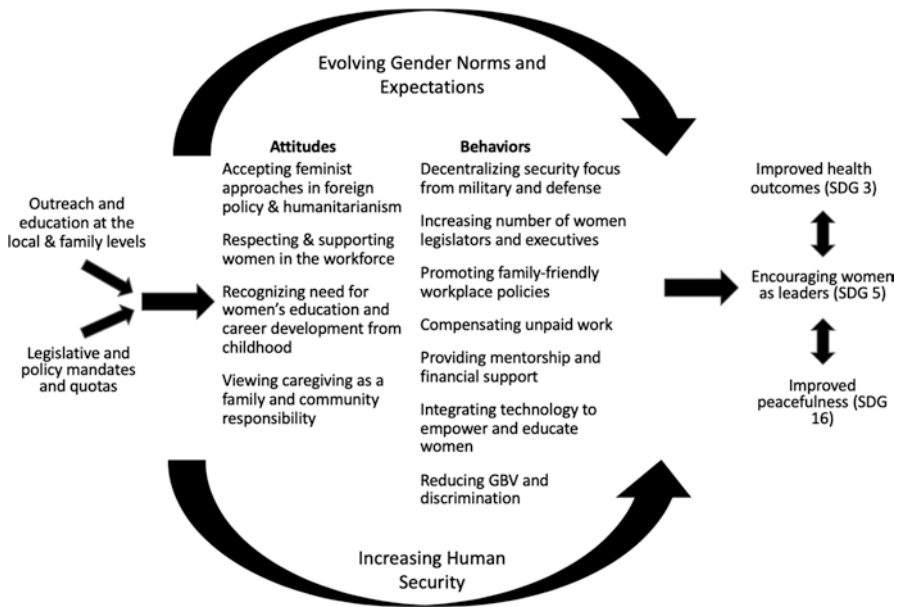 Evolving Gender Norms and
Expectations
Outreach and
education at the
local & family levels
Legislative and
policy mandates
and quotas
Attitudes
Accepting feminist
approaches in foreign
policy & humanitarianism
Respecting & supporting
women in the workforce
Recognizing need for
women's education and
career development from
childhood
Viewing caregiving as a
family and community
responsibility
Behaviors
Decentralizing security focus
from military and defense
Increasing number of women
legislators and executives
Promoting family-friendly
workplace policies
Compensating unpaid work
Providing mentorship and
financial support
Integrating technology to
empower and educate
women
Reducing GBV and
discrimination
Improved health
outcomes (SDG 3)
Encouraging women
as leaders (SDG 5)
Improved
peacefulness (SDG
16)
Increasing Human
Security